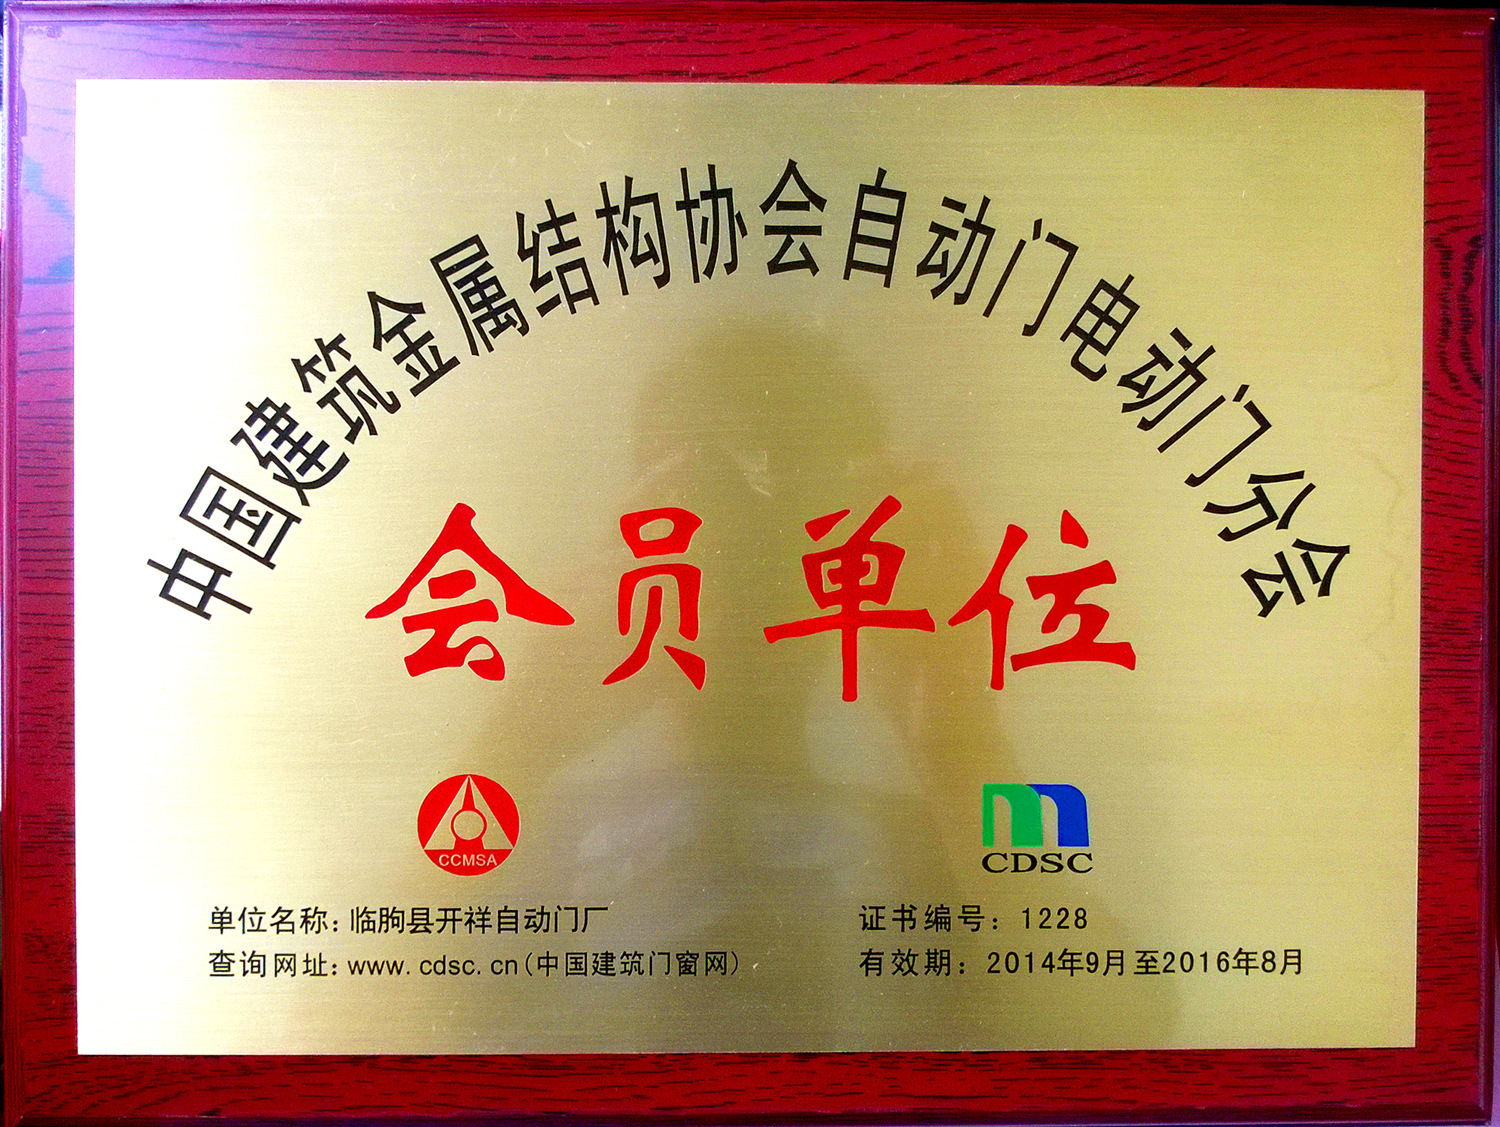 中国建筑金属结构协会自动门电动门分会
会员单位
CCMSA
CDSC
单位名称:临朐县开祥自动门厂
证书编号:1228
查询网址:www.cdsc.cn(中国建筑门窗网)
有效期:2014年9月至2016年8月